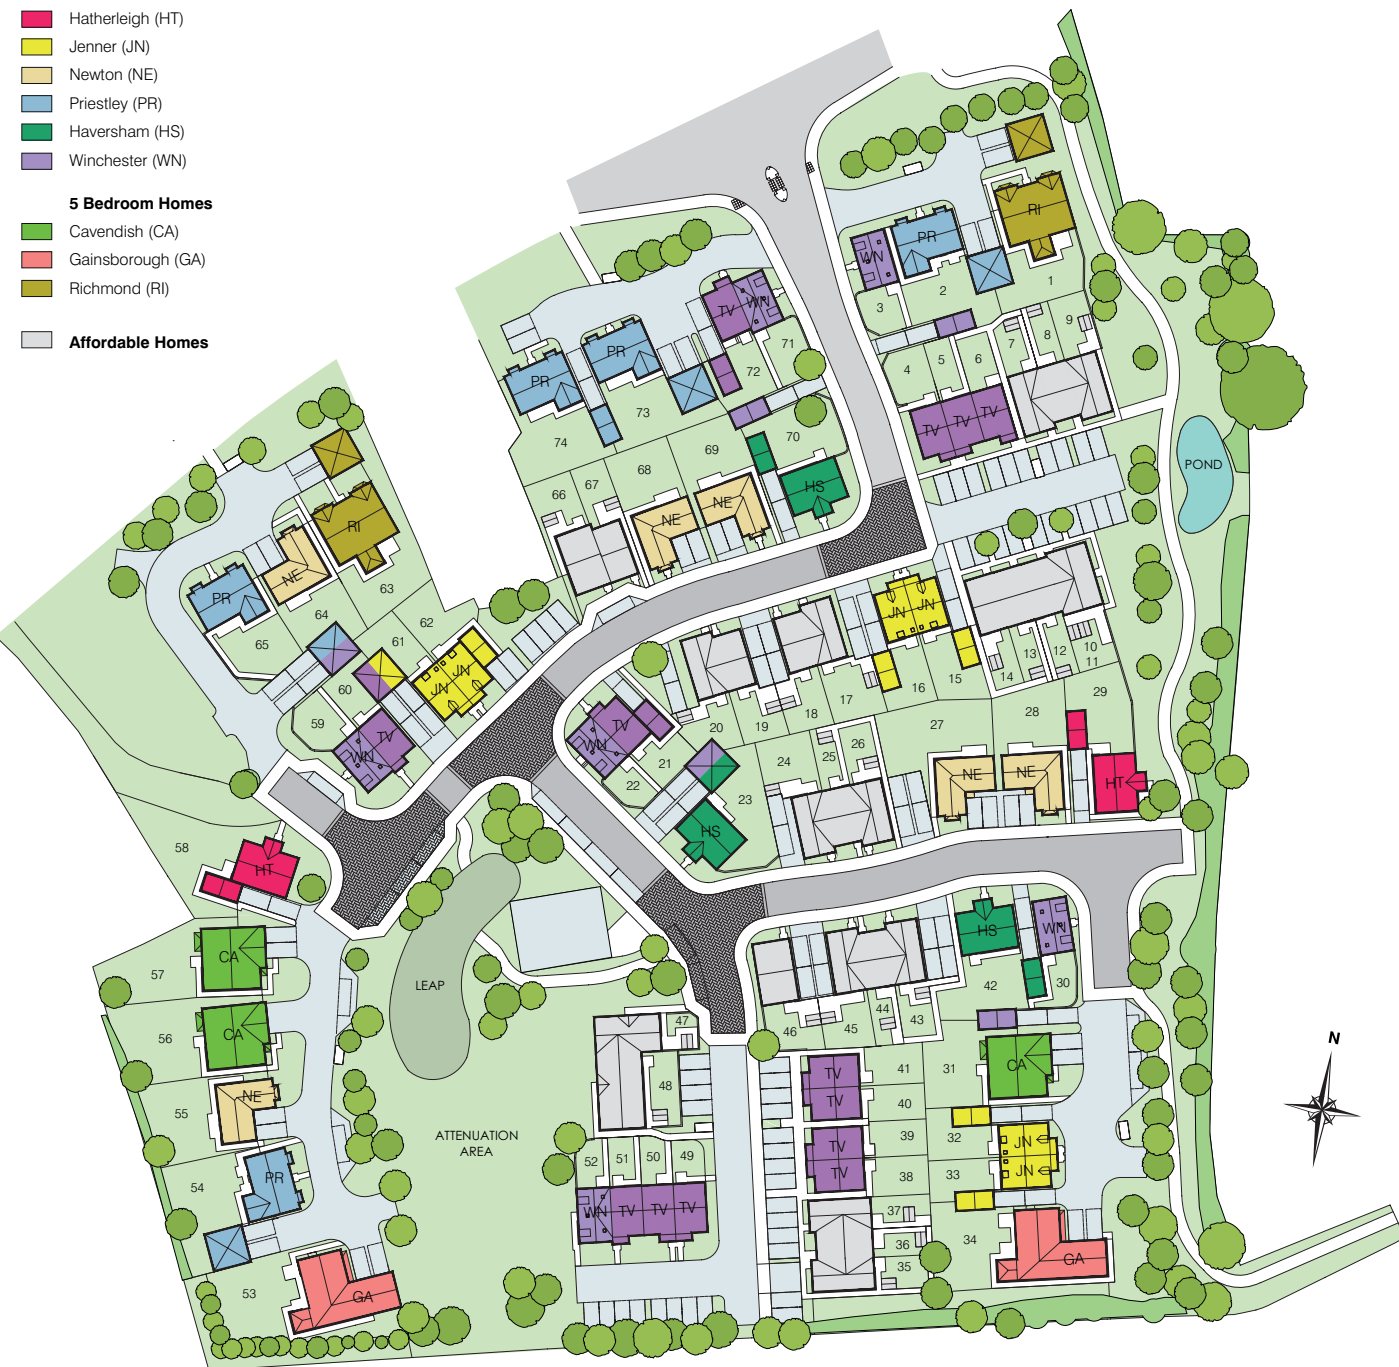 Hatherleigh (HT)
Jenner (JN)
Newton (NE)
Priestley (PR)
Haversham (HS)
Winchester (WN)
5 Bedroom Homes
Cavendish (CA)
Gainsborough (GA)
Richmond (RI)
Affordable Homes
RI
PR
WN
1
2
3
TV WN
9
8
7
6
5
4
71
72
PR
PR
TV TV TV
73
74
70
69
68
67
66
POND
HS
NE
NE
RI
NE
PR
63
64
65
62
61
60
59
JN
JN
TV
WN
JN JN
13
12
10
11
14
15
16
17
18
19
20
29
28
27
TV
WN
21
22
23
24
25
26
NE
NE
HT
HS
58
HT
CA
57
HS
WN
LEAP
42
30
56
CA
47
46
45
44
43
48
TV
TV
41
40
31
CA
55
NE
ATTENUATION
AREA
39
38
32
33
JN
JN
TV
TV
52
51
50
49
54
PR
WN TV TV TV
37
36
35
34
GA
53
GA
N